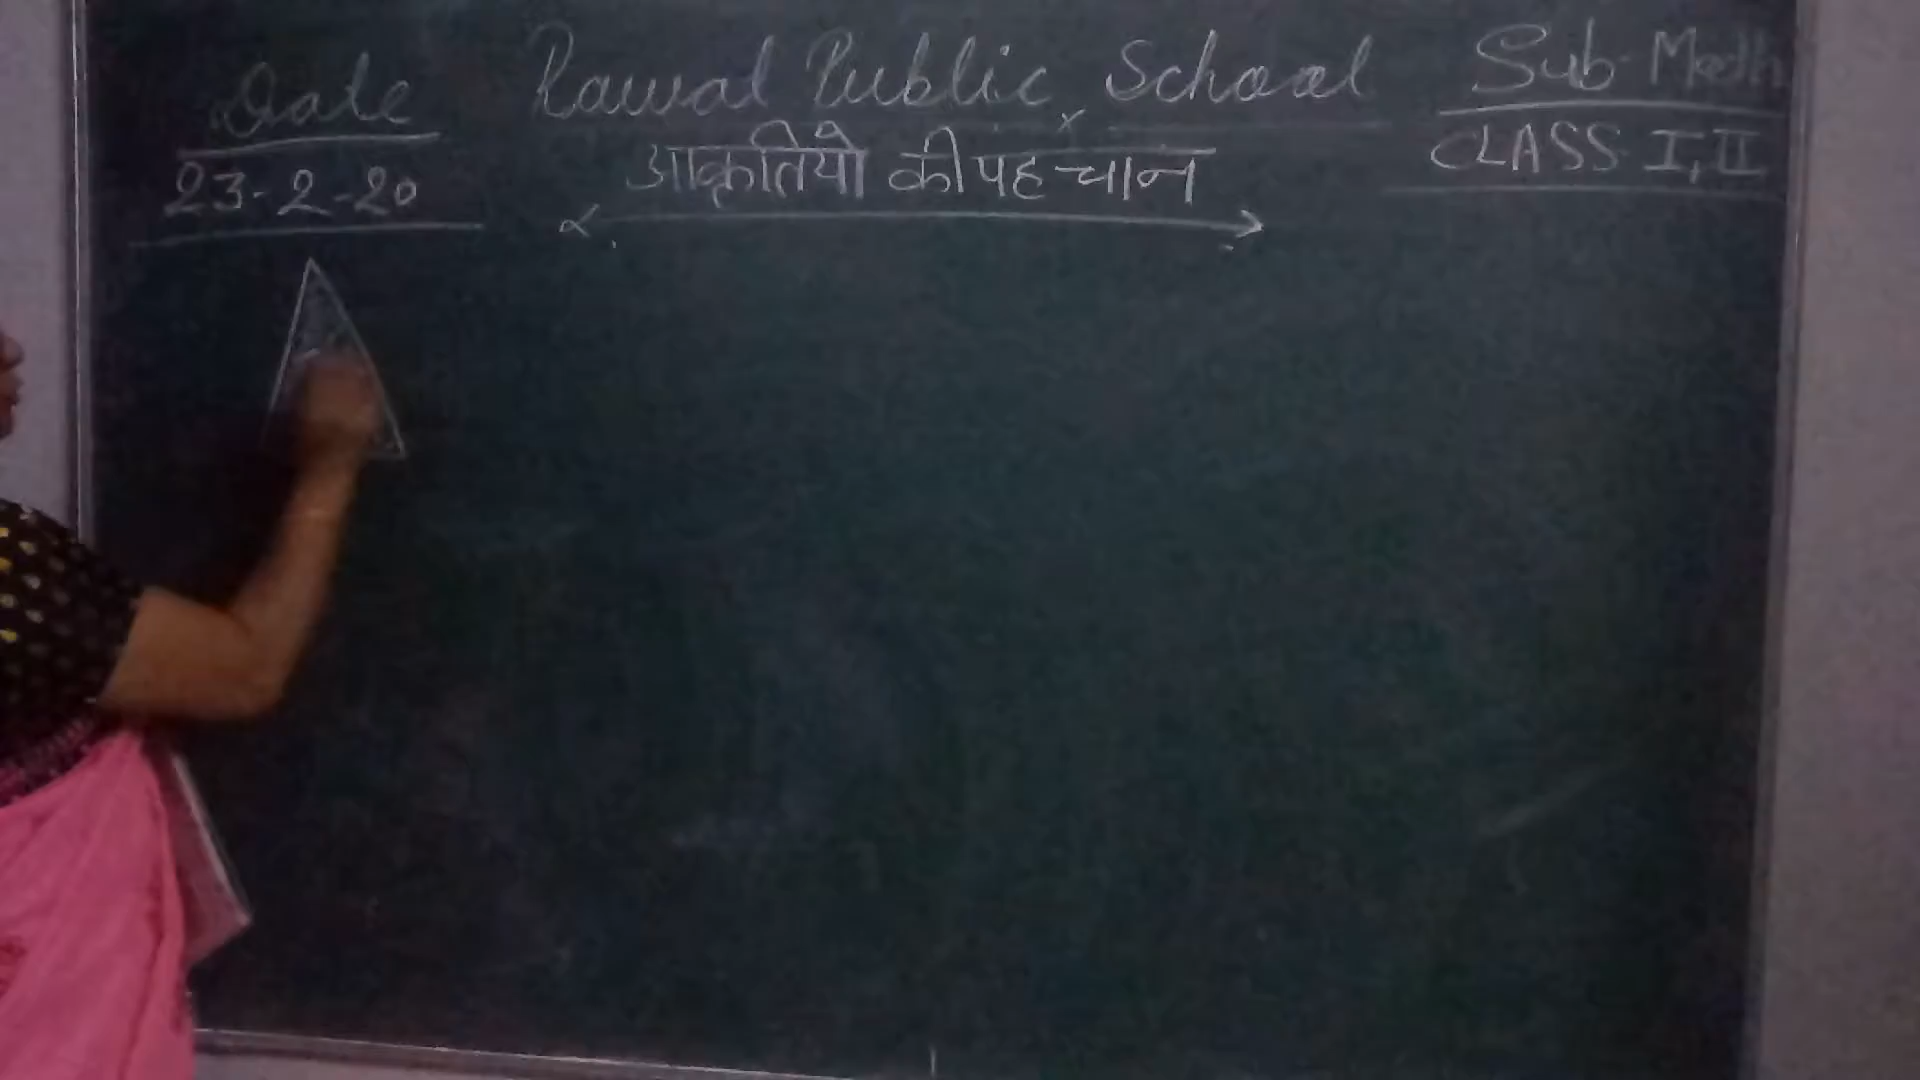 Date Rawal Public School Sub-Math
23-2-20 आकृतियो की पहचान CLASS I, II